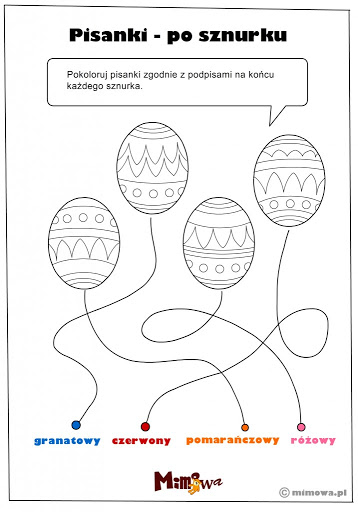 Pisanki - po sznurku
Pokoloruj pisanki zgodnie z podpisami na końcu
każdego sznurka.
granatowy czerwony pomarańczowy różowy
Mimowa
© mimowa.pl